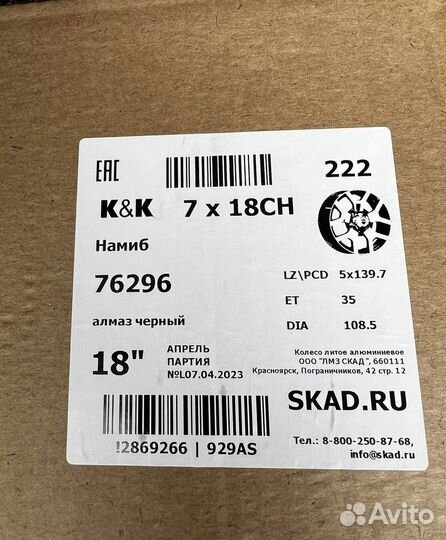 EAC
222
K&K 7 x 18CH
Намиб
76296
LZ\PCD 5x139.7
ET 35
алмаз черный
DIA 108.5
18"
АПРЕЛЬ
ПАРТИЯ
№L07.04.2023
Колесо литое алюминиевое
ООО "ЛМЗ СКАД", 660111
Красноярск, Пограничников, 42 стр. 12
SKAD.RU
!2869266 | 929AS
Тел.: 8-800-250-87-68,
info@skad.ru
Avito